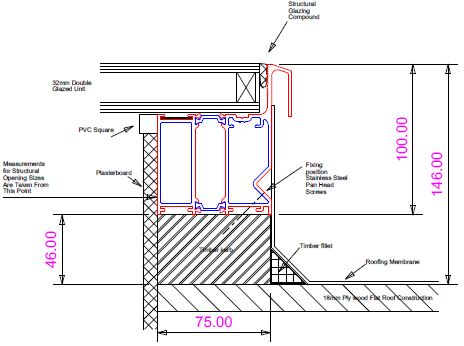 Structural
Glazing
Compound
32mm Double
Glazed Unit
PVC Square
Measurements
for Structural
Opening Sizes
Are Taken From
This Point
Plasterboard
Fixing
position
Stainless Steel
Pan Head
Screws
100.00
146.00
46.00
Timber kerb
Timber fillet
Roofing Membrane
18mm Ply wood Flat Roof Construction
75.00